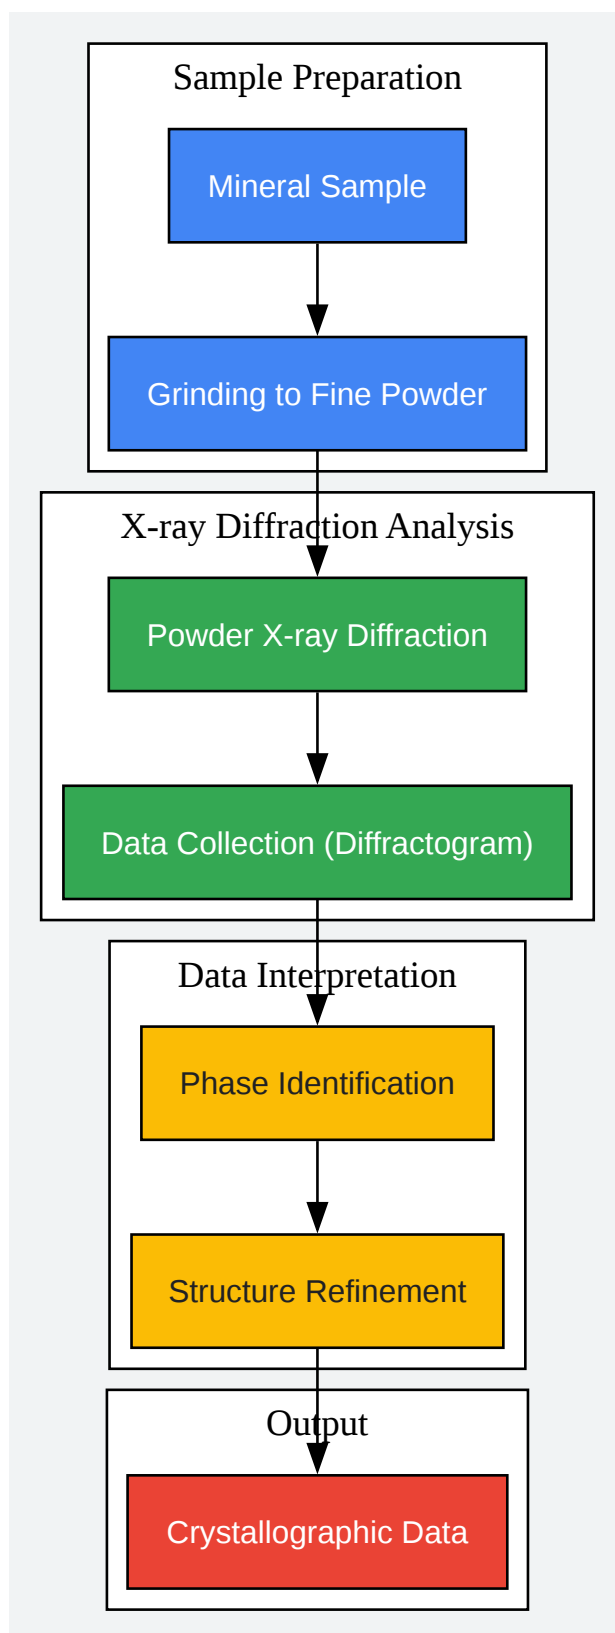 Sample Preparation
Mineral Sample
Grinding to Fine Powder
X-ray Diffraction Analysis
Powder X-ray Diffraction
Data Collection (Diffractogram)
Data Interpretation
Phase Identification
Structure Refinement
Output
Crystallographic Data